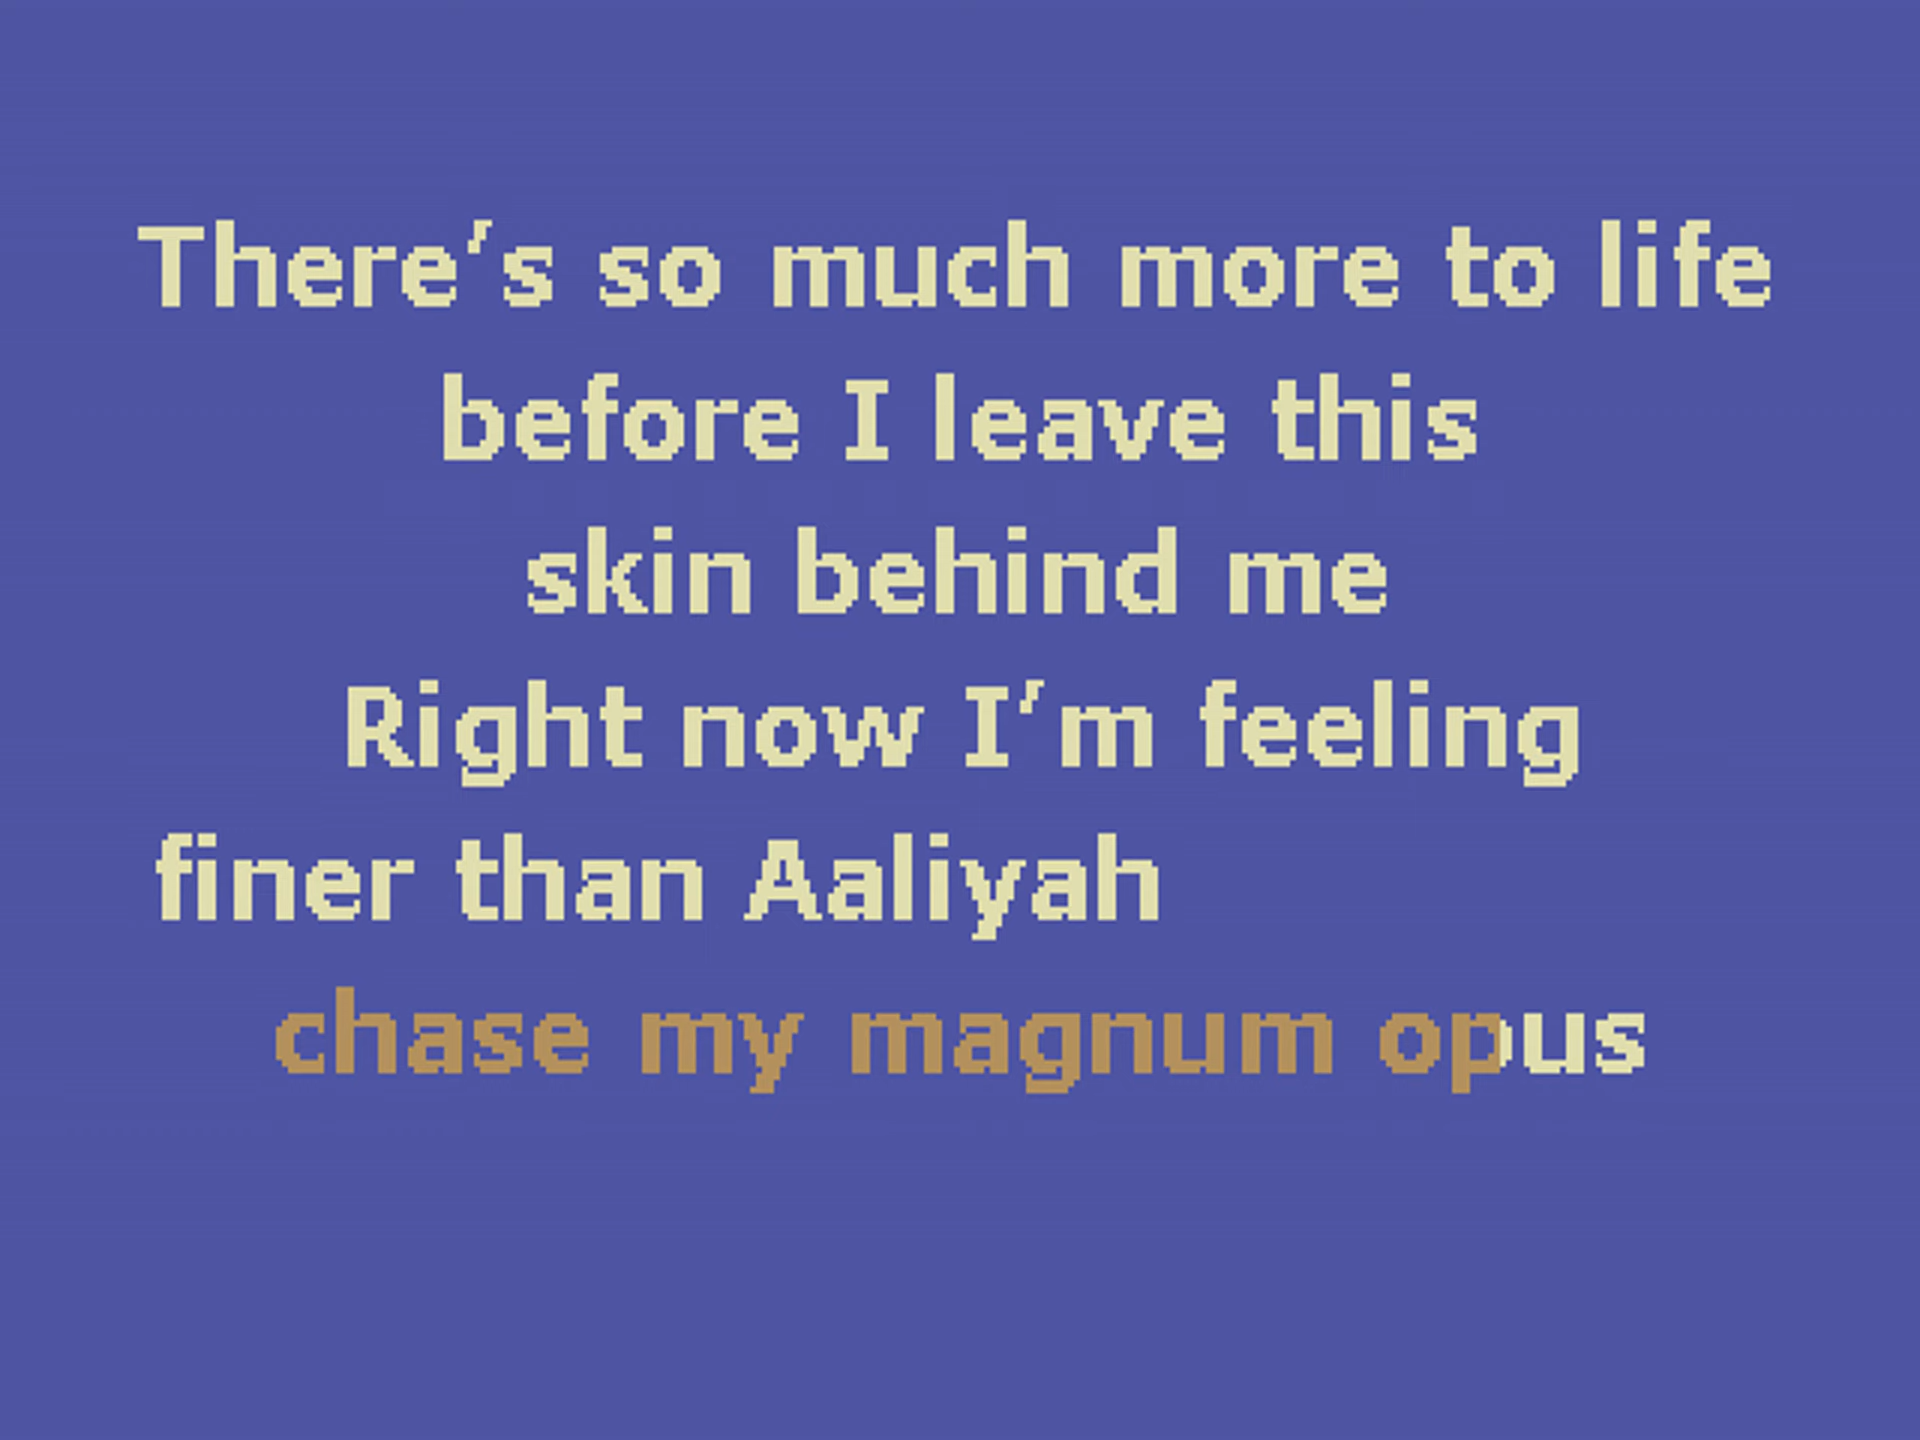 There’s so much more to life
before I leave this
skin behind me
Right now I’m feeling
finer than Aaliyah
chase my magnum opus